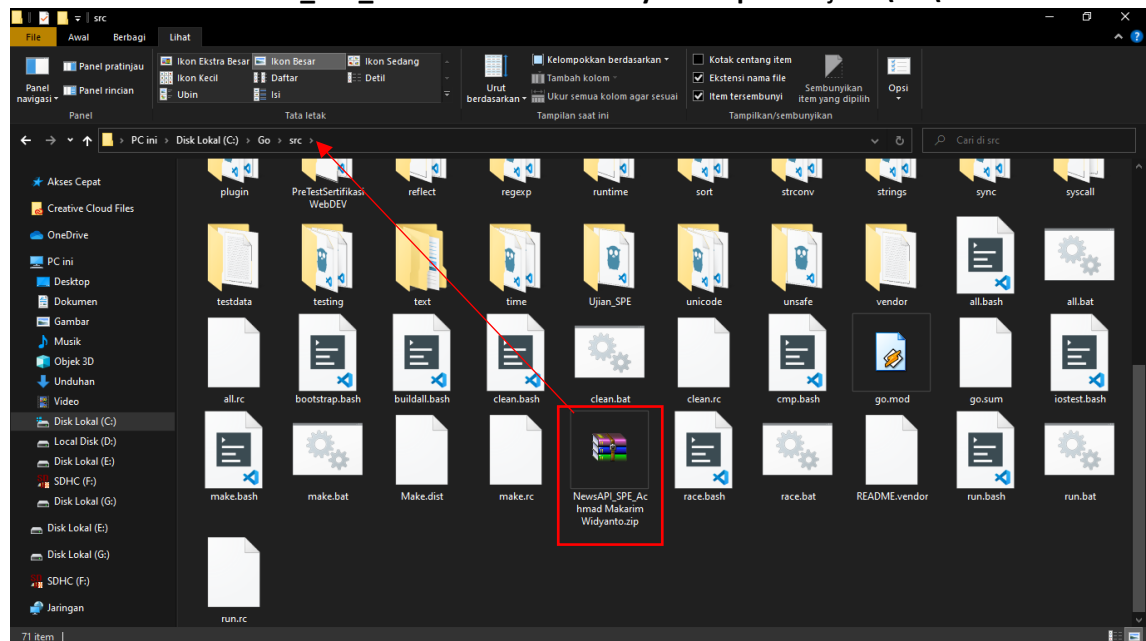 src
File Awal Berbagi Lihat
Panel navigasi
Panel pratinjau
Panel rincian
Panel
Ikon Ekstra Besar Ikon Besar Ikon Sedang
Ikon Kecil Daftar Detil
Ubin Isi
Tata letak
Urut berdasarkan
Kelompokkan berdasarkan
Tambah kolom
Ukur semua kolom agar sesuai
Tampilan saat ini
Kotak centang item
Ekstensi nama file
Item tersembunyi
Sembunyikan item yang dipilih
Tampilkan/sembunyikan
Opsi
PC ini > Disk Lokal (C:) > Go > src >
Cari di src
Akses Cepat
Creative Cloud Files
OneDrive
PC ini
Desktop
Dokumen
Gambar
Musik
Objek 3D
Unduhan
Video
Disk Lokal (C:)
Local Disk (D:)
Disk Lokal (E:)
SDHC (F:)
Disk Lokal (G:)
Disk Lokal (E:)
Disk Lokal (G:)
SDHC (F:)
Jaringan
plugin PreTestSertifikasi reflect regexp runtime sort strconv strings sync syscall
WebDEV
testdata testing text time Ujian_SPE unicode unsafe vendor all.bash all.bat
all.rc bootstrap.bash buildall.bash clean.bash clean.bat clean.rc cmp.bash go.mod go.sum iostest.bash
make.bash make.bat Make.dist make.rc NewsAPI_SPE_Ac race.bash race.bat README.vendor run.bash run.bat
hmad Makarim
Widyanto.zip
run.rc
71 item